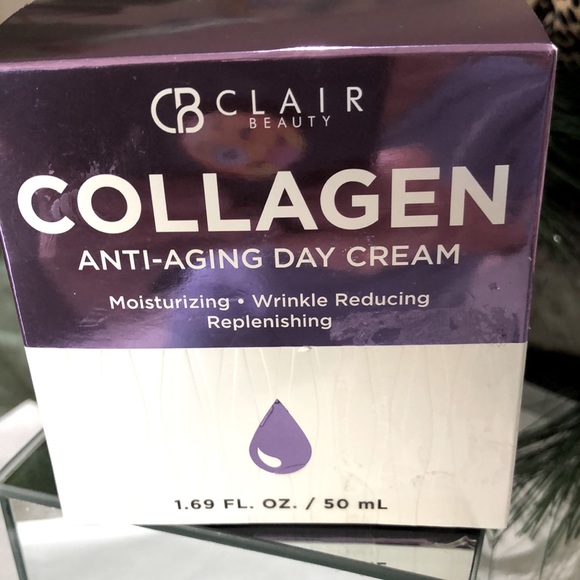 CB CLAIR
BEAUTY
COLLAGEN
ANTI-AGING DAY CREAM
Moisturizing • Wrinkle Reducing
Replenishing
1.69 FL. OZ. / 50 mL